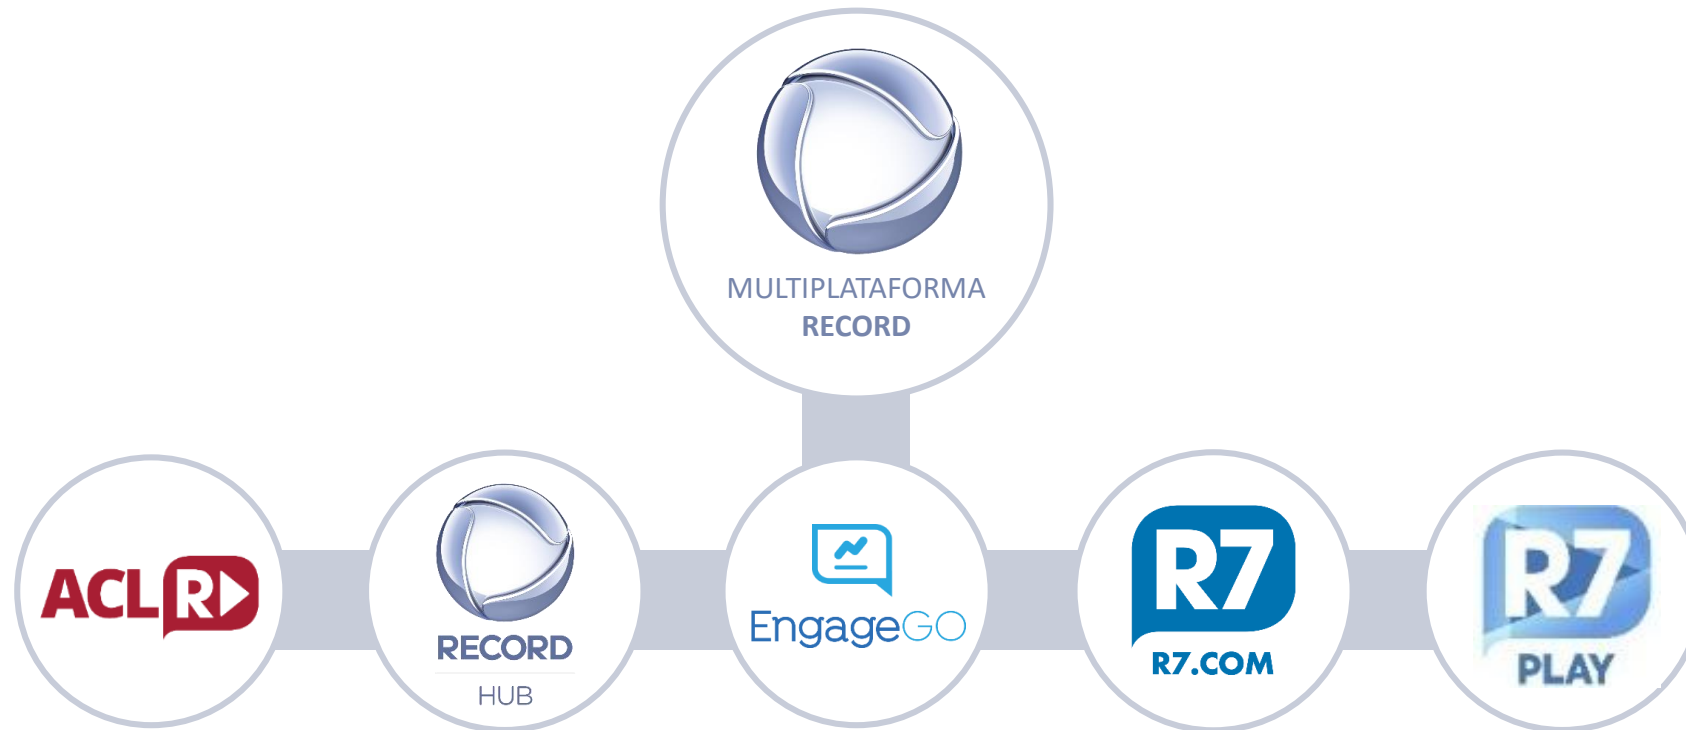 MULTIPLATAFORMA
RECORD
ACLR
RECORD
HUB
EngageGO
R7
R7.COM
R7
PLAY